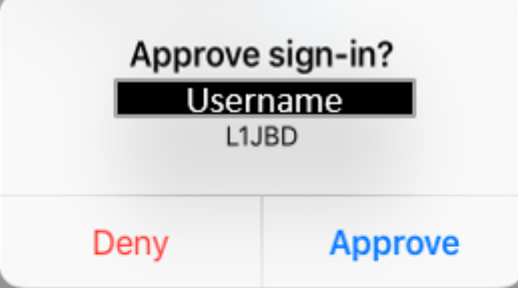 Approve sign-in?
Username
L1JBD
Deny Approve